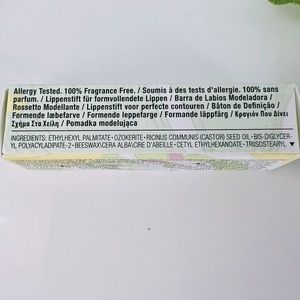 Allergy Tested. 100% Fragrance Free. / Soumis à des tests d'allergie. 100% sans
parfum. / Lippenstift für formvollendete Lippen / Barra de Labios Modeladora /
Rossetto Modellante / Lippenstift voor perfecte contouren / Bâton de Definição /
Formende læbefarve / Formende leppefarge / Formande läppfärg / Κραγιόν Που Δίνει
Σχήμα Στα Χείλη / Pomadka modelująca
INGREDIENTS: ETHYLHEXYL PALMITATE • OZOKERITE • RICINUS COMMUNIS (CASTOR) SEED OIL • BIS-DIGLYCER-
YL POLYACYLADIPATE-2 • BEESWAX\CERA ALBA\CIRE D'ABEILLE • CETYL ETHYLHEXANOATE • TRIISOSTEARYL